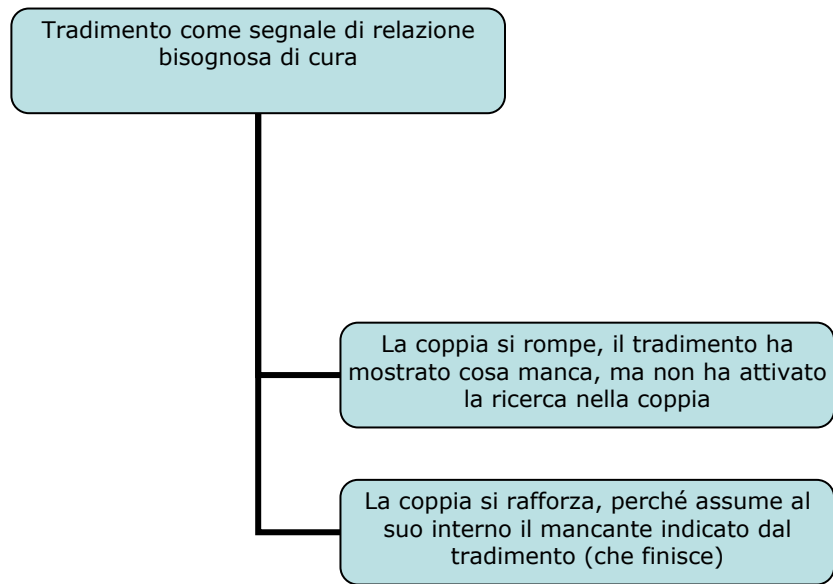 Tradimento come segnale di relazione
bisognosa di cura
La coppia si rompe, il tradimento ha
mostrato cosa manca, ma non ha attivato
la ricerca nella coppia
La coppia si rafforza, perché assume al
suo interno il mancante indicato dal
tradimento (che finisce)